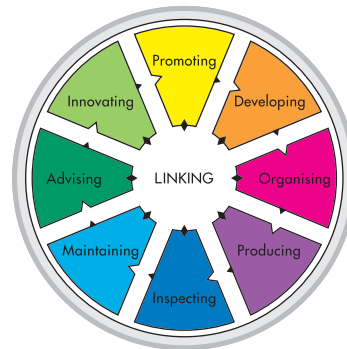 Promoting
Innovating
Developing
Advising
LINKING
Organising
Maintaining
Producing
Inspecting